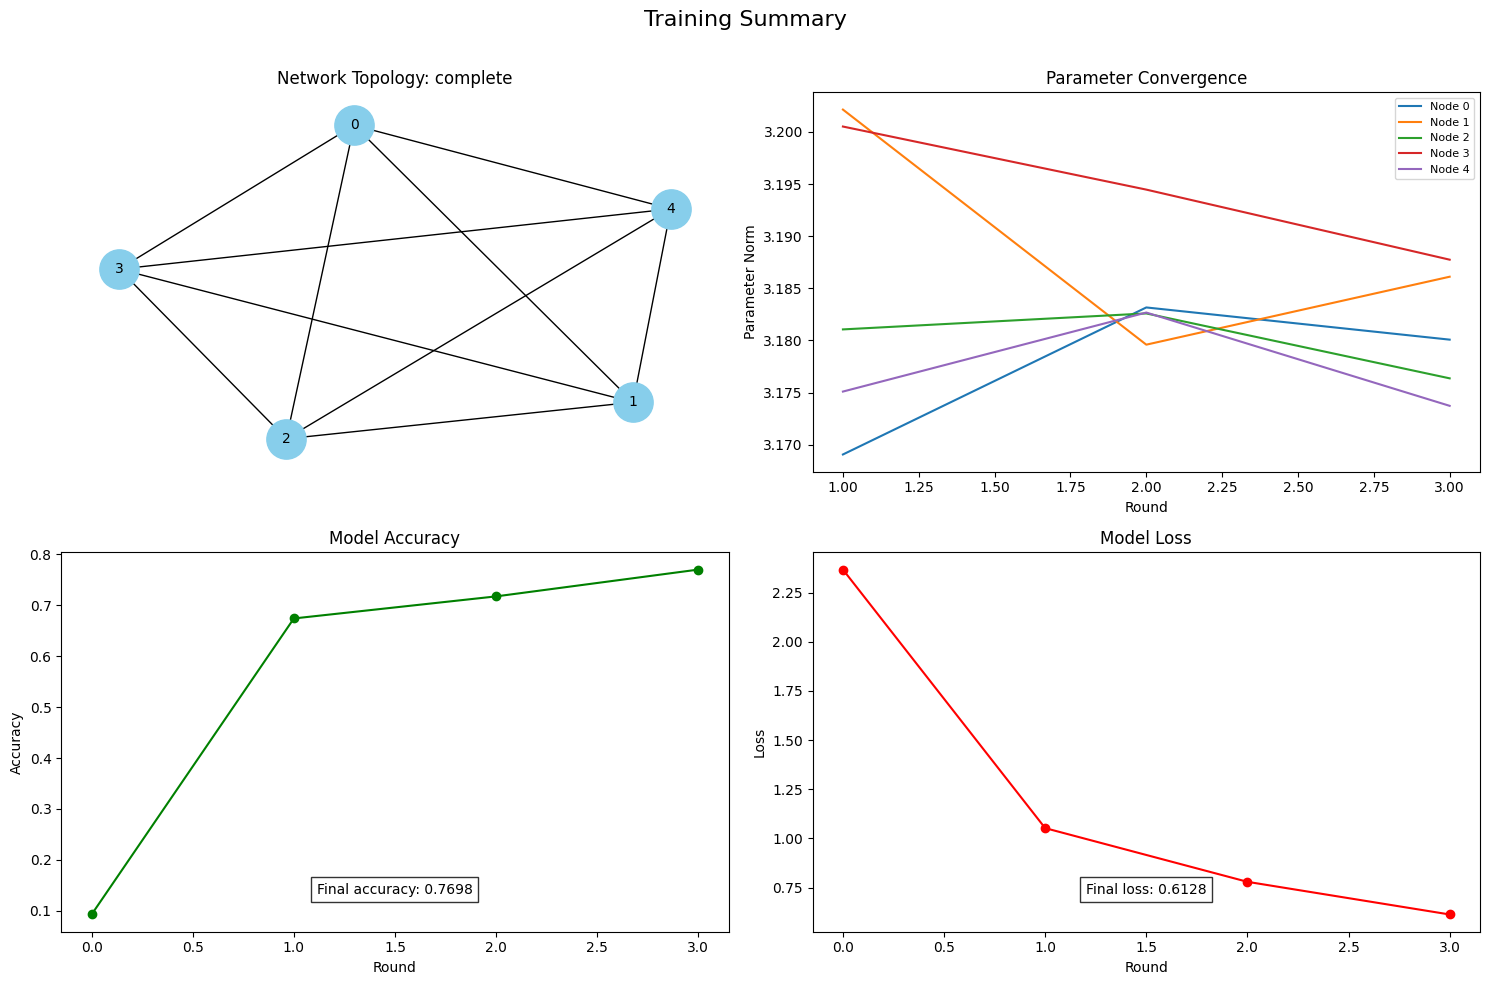 Training Summary
Network Topology: complete
0
4
3
1
2
Parameter Convergence
Node 0
Node 1
Node 2
Node 3
Node 4
3.200
3.195
3.190
3.185
3.180
3.175
3.170
Parameter Norm
1.00 1.25 1.50 1.75 2.00 2.25 2.50 2.75 3.00
Round
Model Accuracy
0.8
0.7
0.6
0.5
0.4
0.3
0.2
0.1
Accuracy
Final accuracy: 0.7698
0.0 0.5 1.0 1.5 2.0 2.5 3.0
Round
Model Loss
2.25
2.00
1.75
1.50
1.25
1.00
0.75
Loss
Final loss: 0.6128
0.0 0.5 1.0 1.5 2.0 2.5 3.0
Round